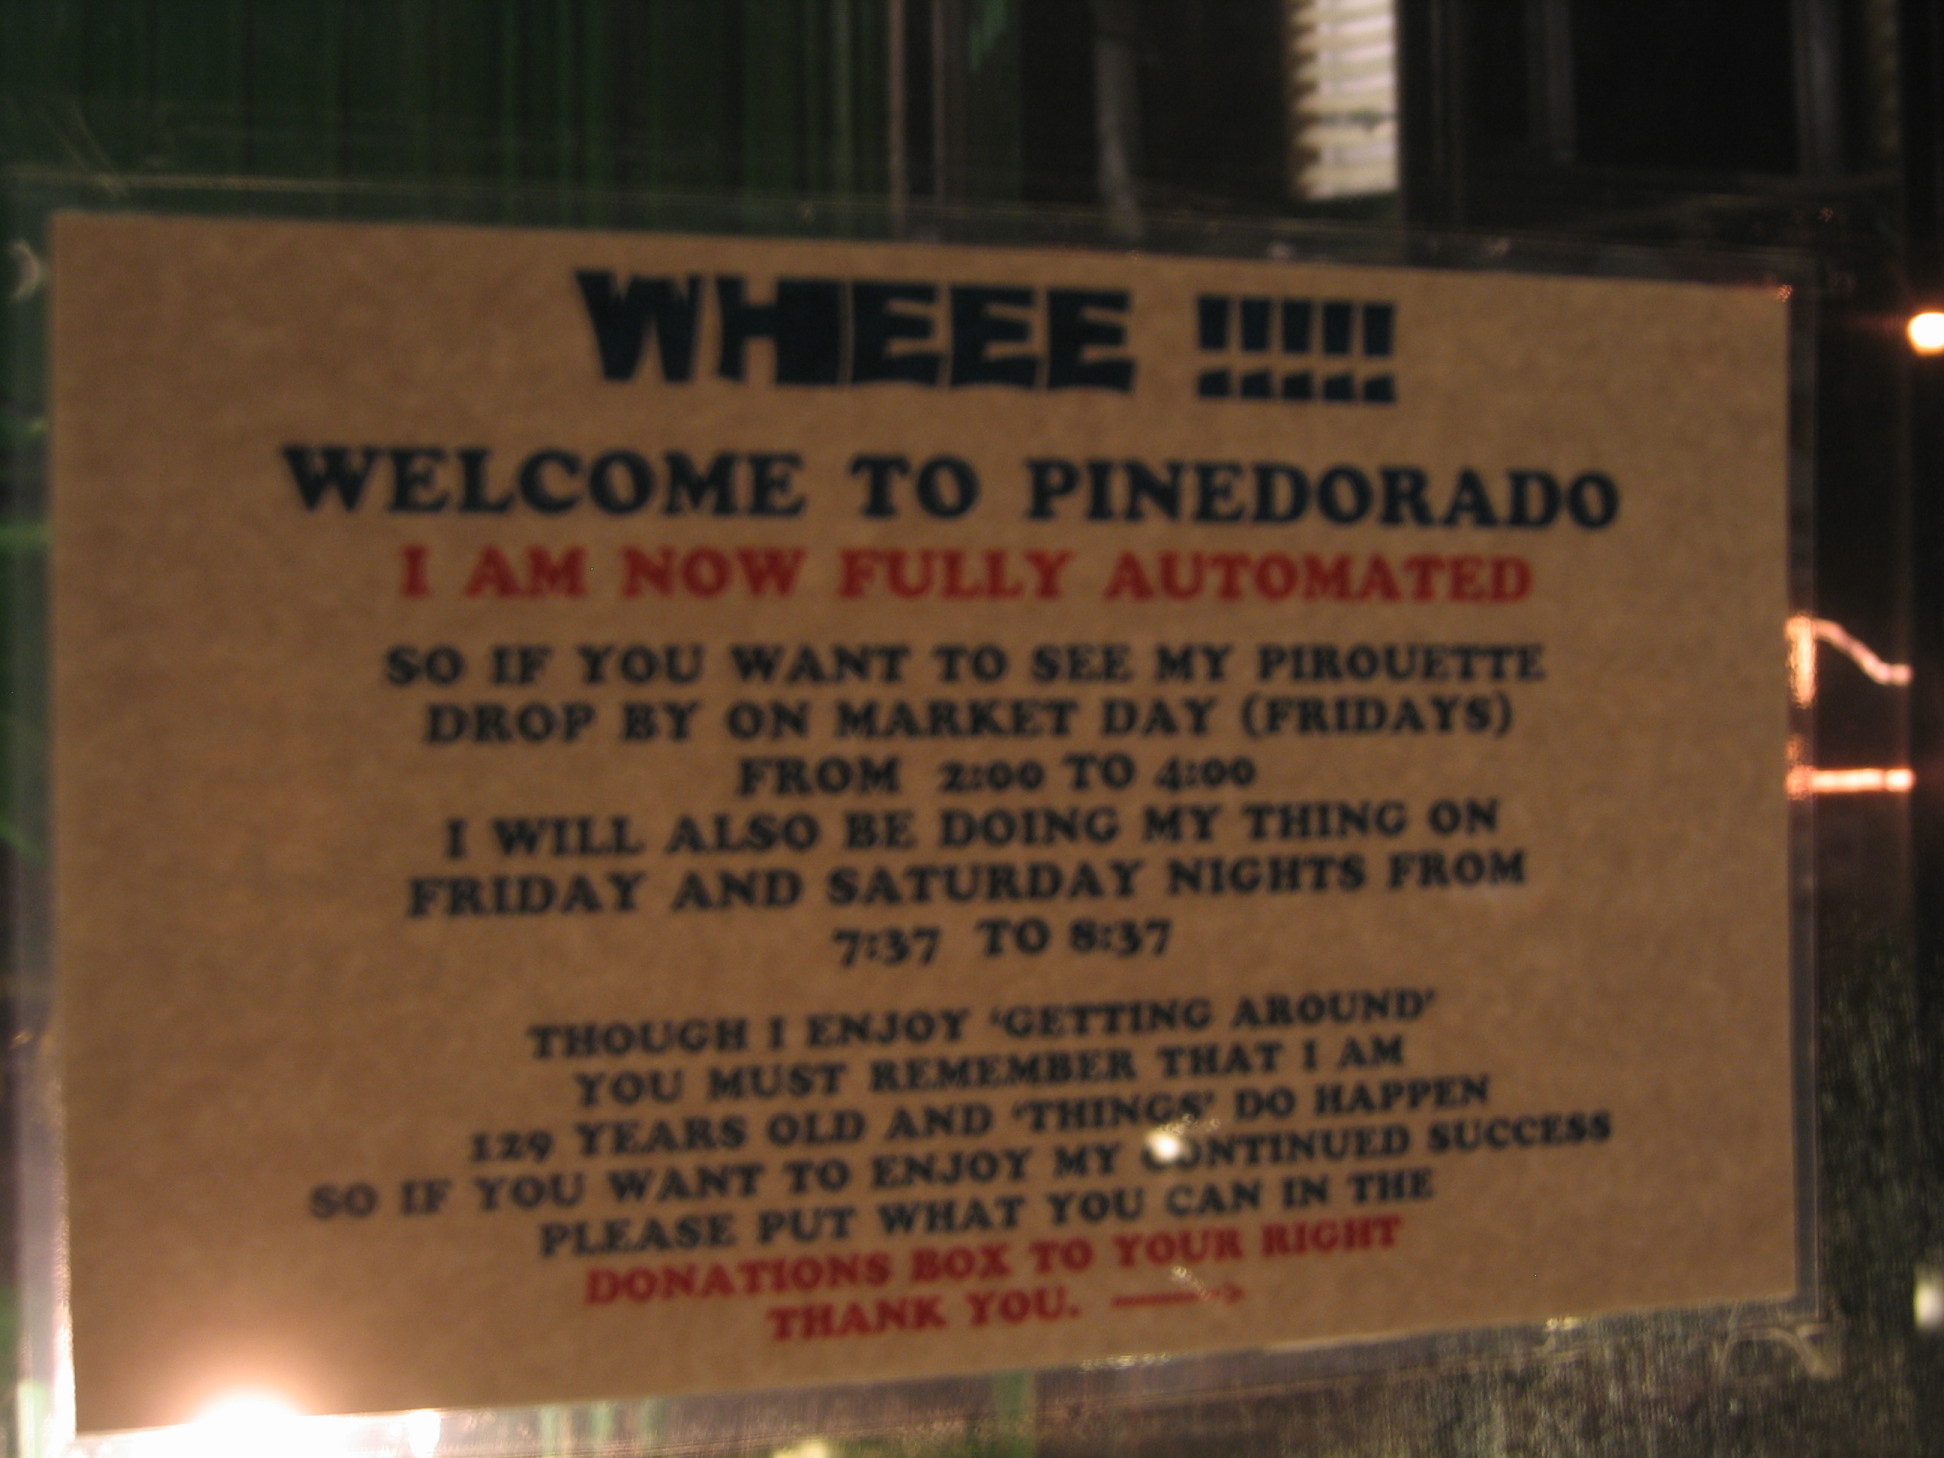 WHEEE !!!!!
WELCOME TO PINEDORADO
I AM NOW FULLY AUTOMATED
SO IF YOU WANT TO SEE MY PIROUETTE
DROP BY ON MARKET DAY (FRIDAYS)
FROM 2:00 TO 4:00
I WILL ALSO BE DOING MY THING ON
FRIDAY AND SATURDAY NIGHTS FROM
7:37 TO 8:37
THOUGH I ENJOY 'GETTING AROUND'
YOU MUST REMEMBER THAT I AM
129 YEARS OLD AND 'THINGS' DO HAPPEN
SO IF YOU WANT TO ENJOY MY CONTINUED SUCCESS
PLEASE PUT WHAT YOU CAN IN THE
DONATIONS BOX TO YOUR RIGHT
THANK YOU. ——>